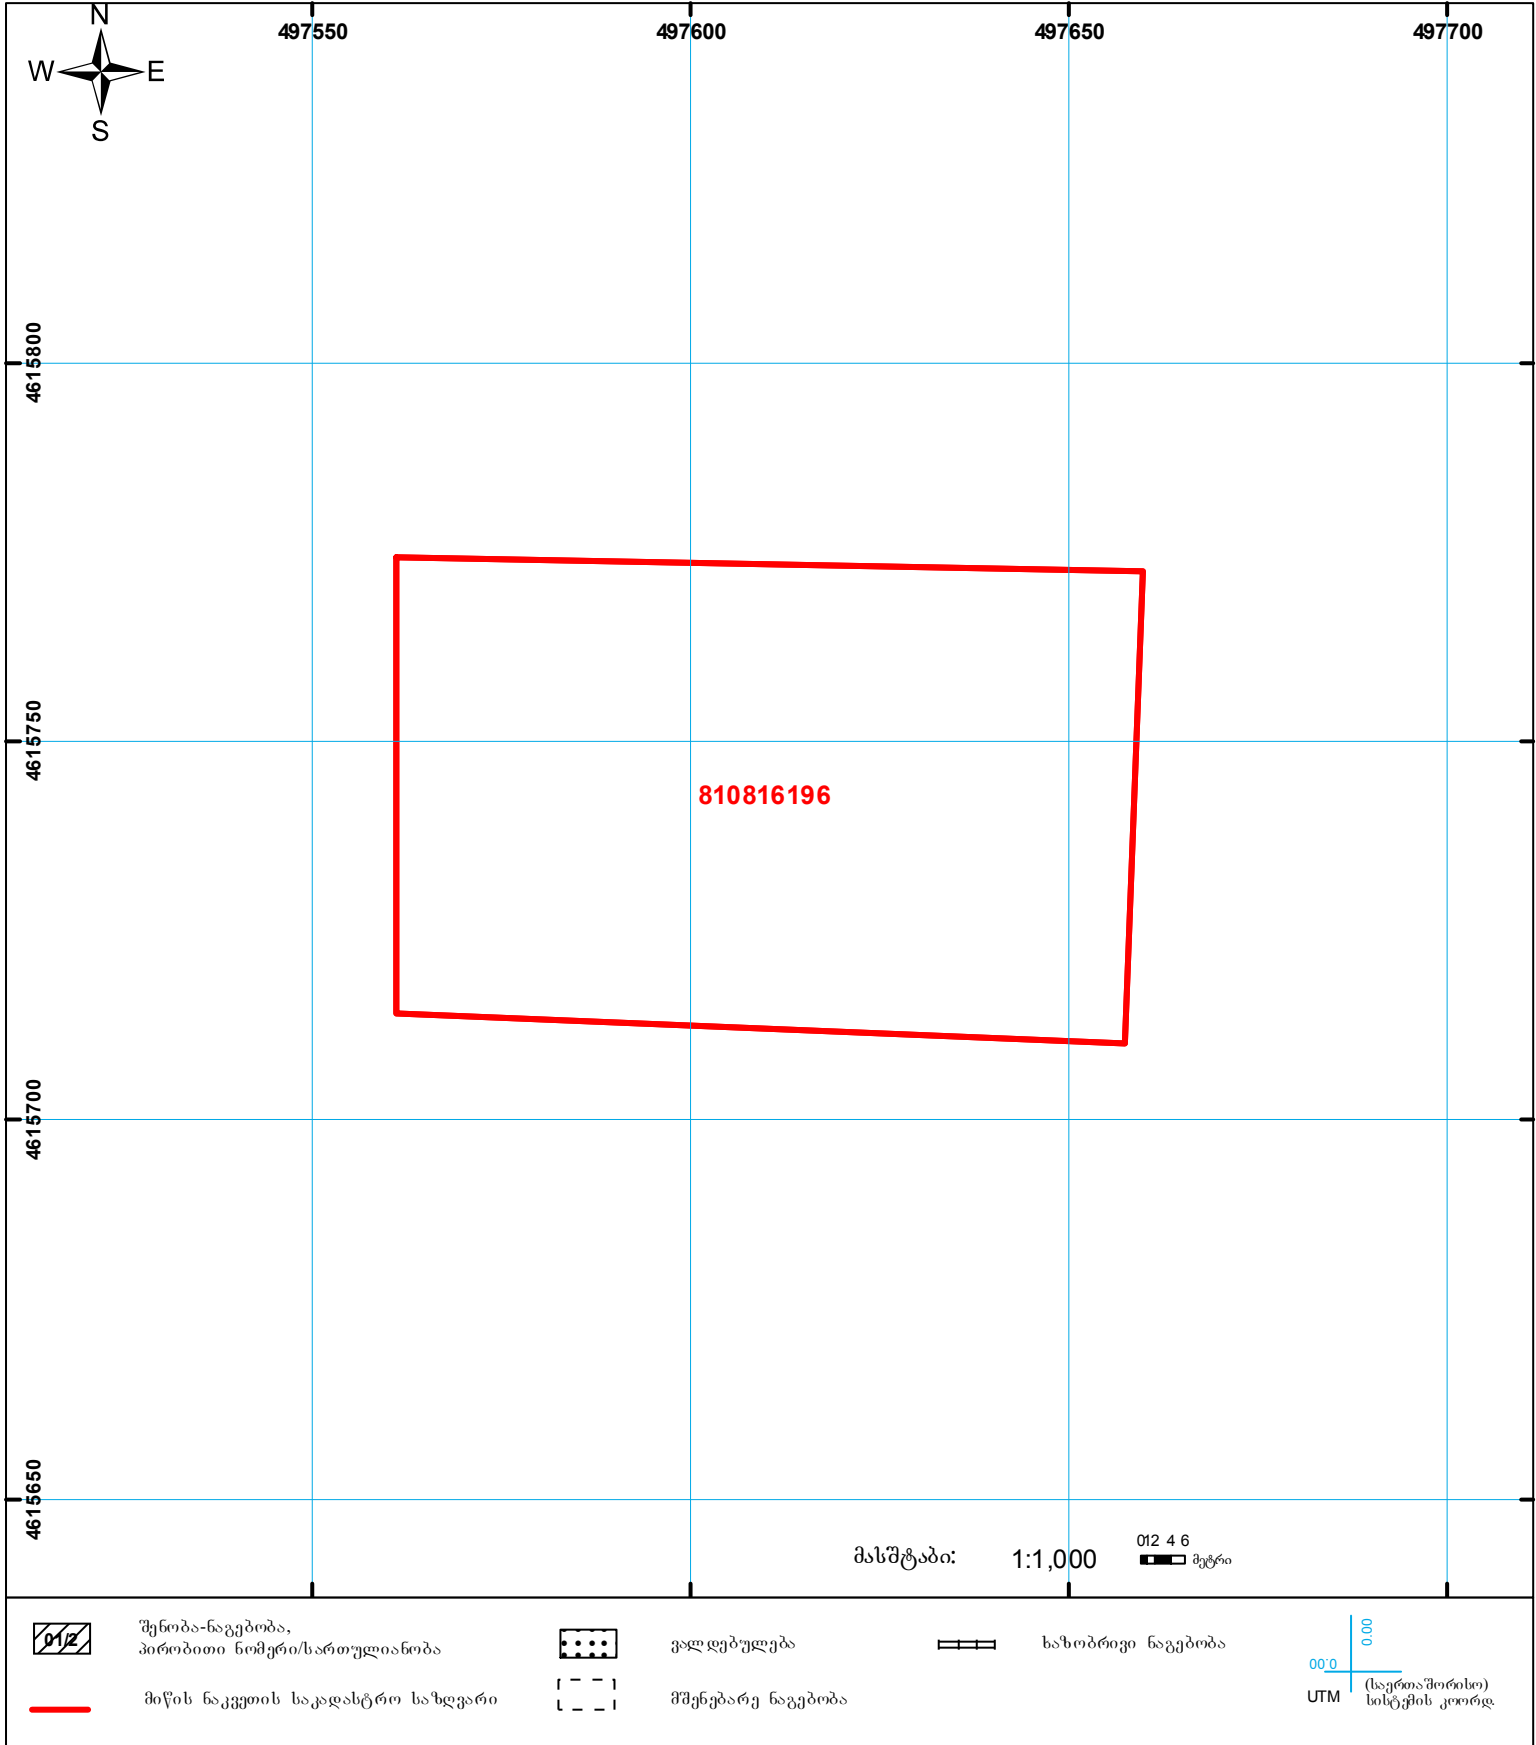 N
W E
S
497550 497600 497650 497700
4615800
4615750
4615700
4615650
810816196
მასშტაბი: 1:1,000
012 4 6
მეტრი
01/2
შენობა-ნაგებობა,
პირობითი ნომერი/სართულიანობა
ვალდებულება
ხაზობრივი ნაგებობა
მიწის ნაკვეთის საკადასტრო საზღვარი
მშენებარე ნაგებობა
00.0
0.00
UTM
(საერთაშორისო)
სისტემის კოორდ.